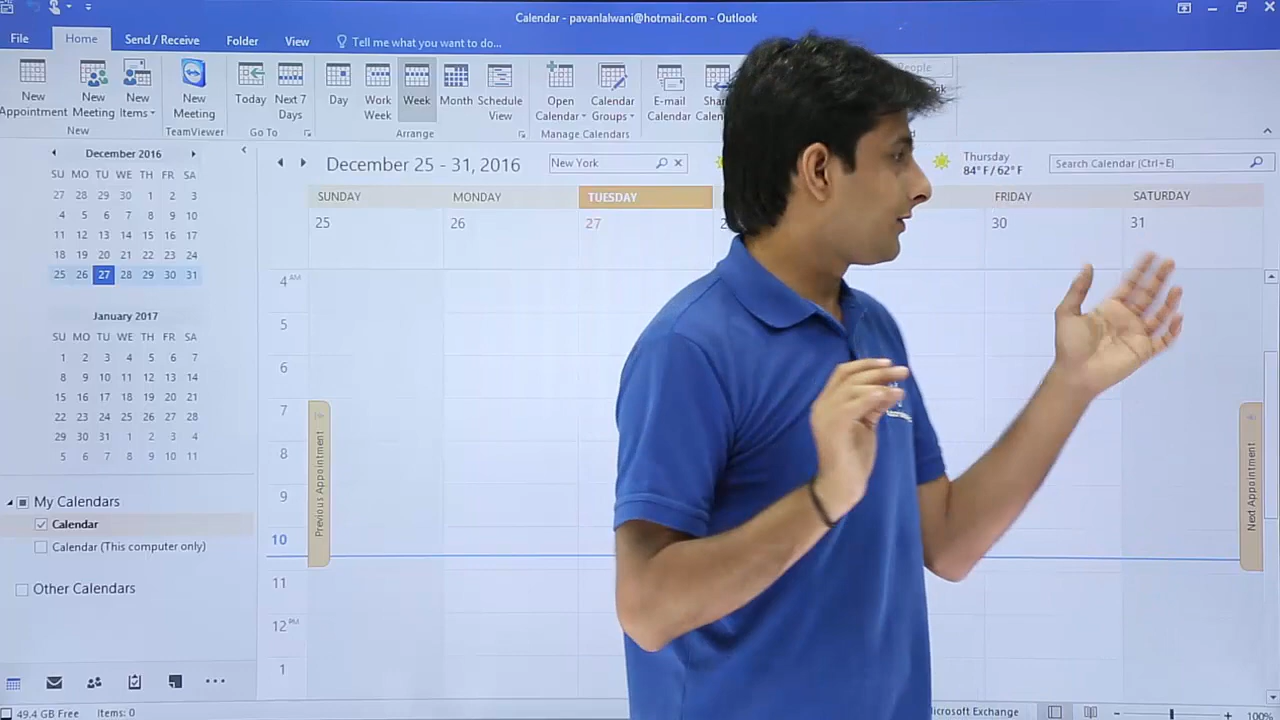 Calendar - pavanlalwani@hotmail.com - Outlook
File Home Send / Receive Folder View Tell me what you want to do...
New Appointment New Meeting New Items New Meeting Today Next 7 Days Day Work Week Week Month Schedule View Open Calendar Calendar Groups E-mail Calendar
New TeamViewer Go To Arrange Manage Calendars
December 2016
SU MO TU WE TH FR SA
27 28 29 30 1 2 3
4 5 6 7 8 9 10
11 12 13 14 15 16 17
18 19 20 21 22 23 24
25 26 27 28 29 30 31
January 2017
SU MO TU WE TH FR SA
1 2 3 4 5 6 7
8 9 10 11 12 13 14
15 16 17 18 19 20 21
22 23 24 25 26 27 28
29 30 31 1 2 3 4
5 6 7 8 9 10 11
My Calendars
Calendar
Calendar (This computer only)
Other Calendars
49.4 GB Free Items: 0
December 25 - 31, 2016 New York Thursday Search Calendar (Ctrl+E)
84° F / 62° F
SUNDAY MONDAY TUESDAY FRIDAY SATURDAY
25 26 27 30 31
4 AM
5
6
7
8
9
10
11
12 PM
1
Previous Appointment
Next Appointment
100%